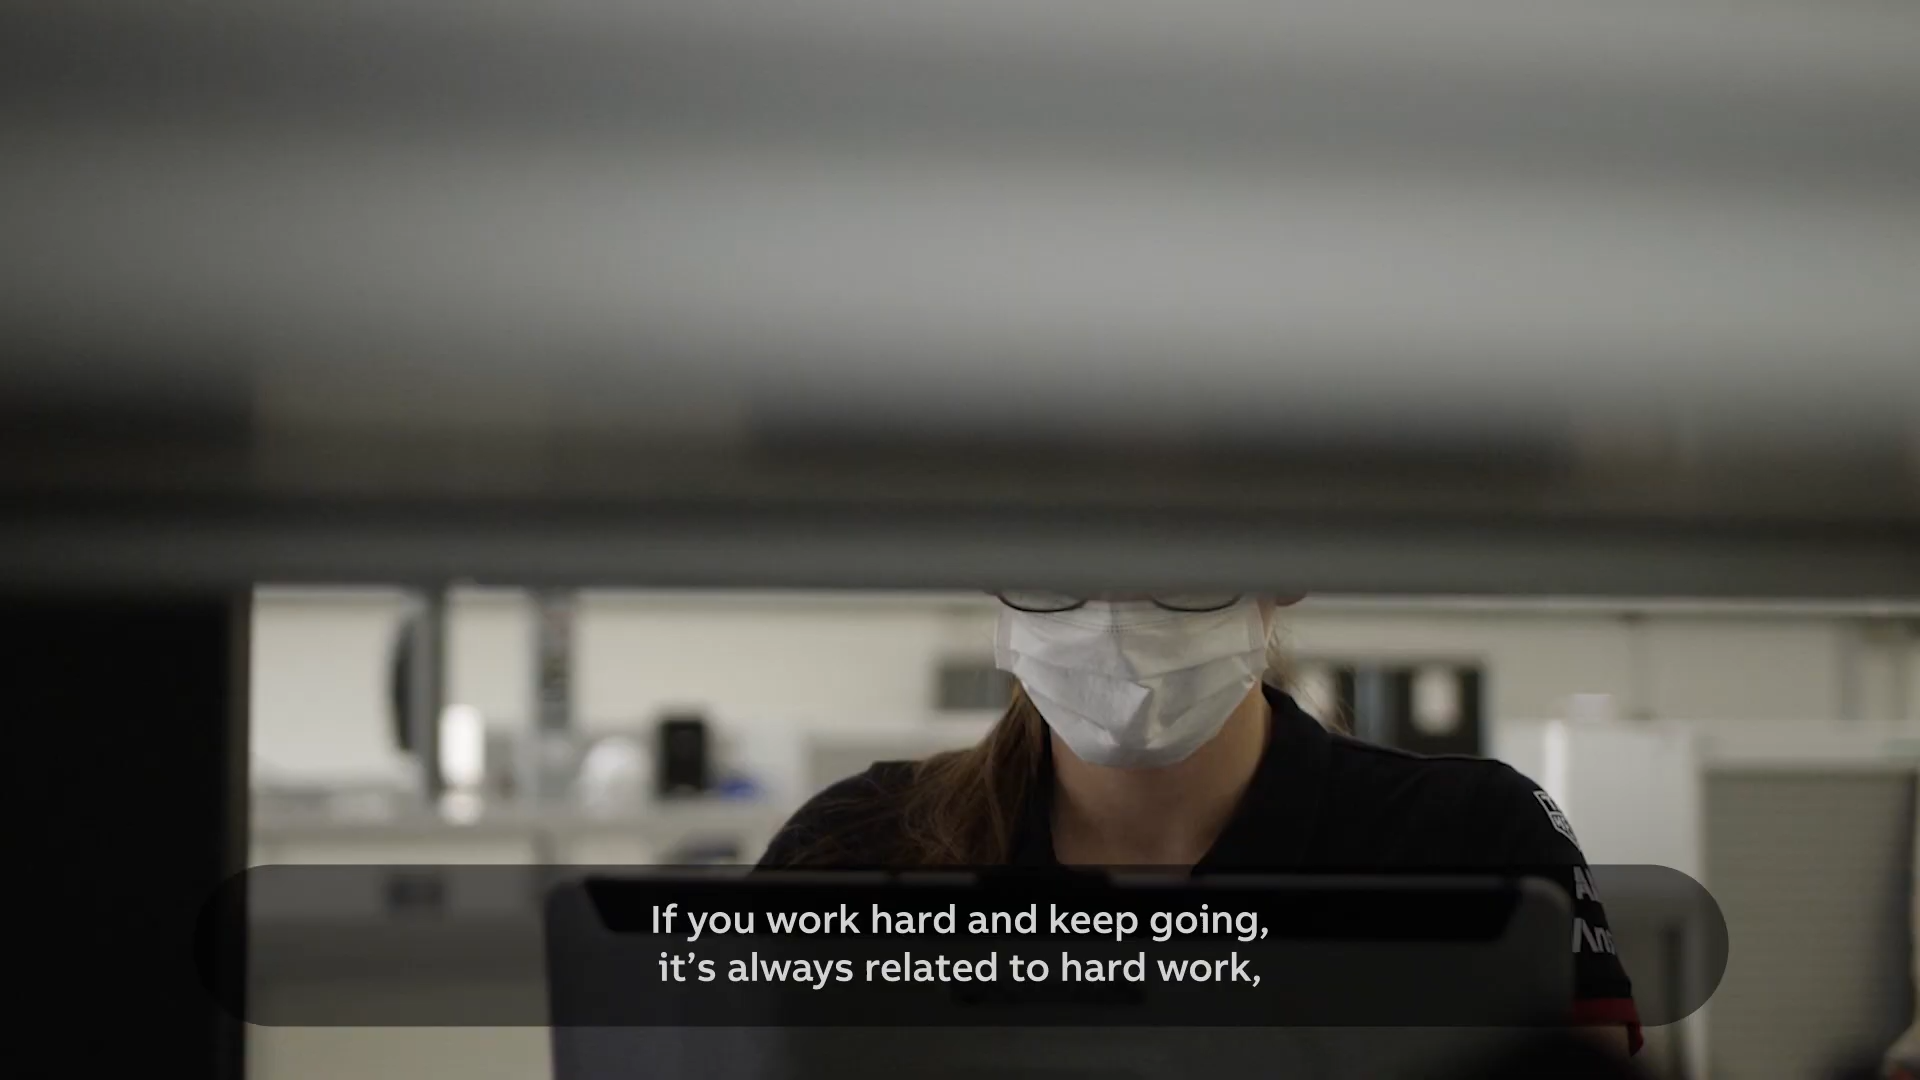 If you work hard and keep going,
it’s always related to hard work,